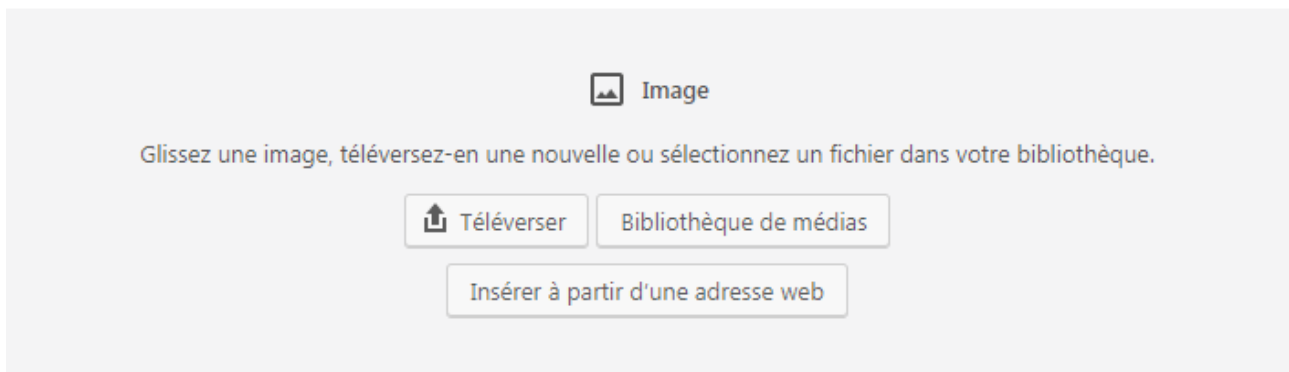 Image
Glissez une image, téléversez-en une nouvelle ou sélectionnez un fichier dans votre bibliothèque.
Téléverser Bibliothèque de médias
Insérer à partir d'une adresse web